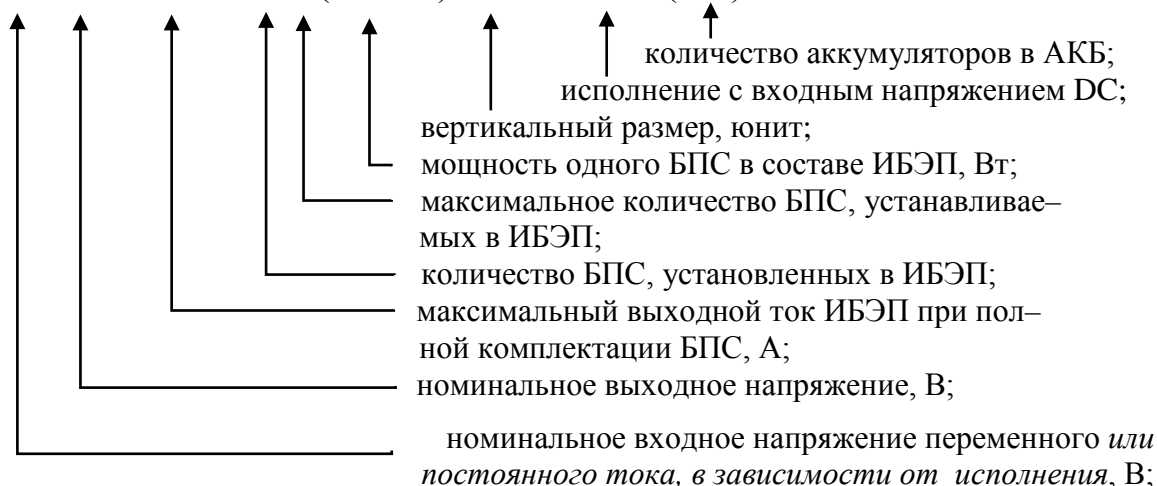 количество аккумуляторов в АКБ;
исполнение с входным напряжением DC;
вертикальный размер, юнит;
мощность одного БПС в составе ИБЭП, Вт;
максимальное количество БПС, устанавливае–
мых в ИБЭП;
количество БПС, установленных в ИБЭП;
максимальный выходной ток ИБЭП при пол–
ной комплектации БПС, А;
номинальное выходное напряжение, В;
номинальное входное напряжение переменного или
постоянного тока, в зависимости от исполнения, В;